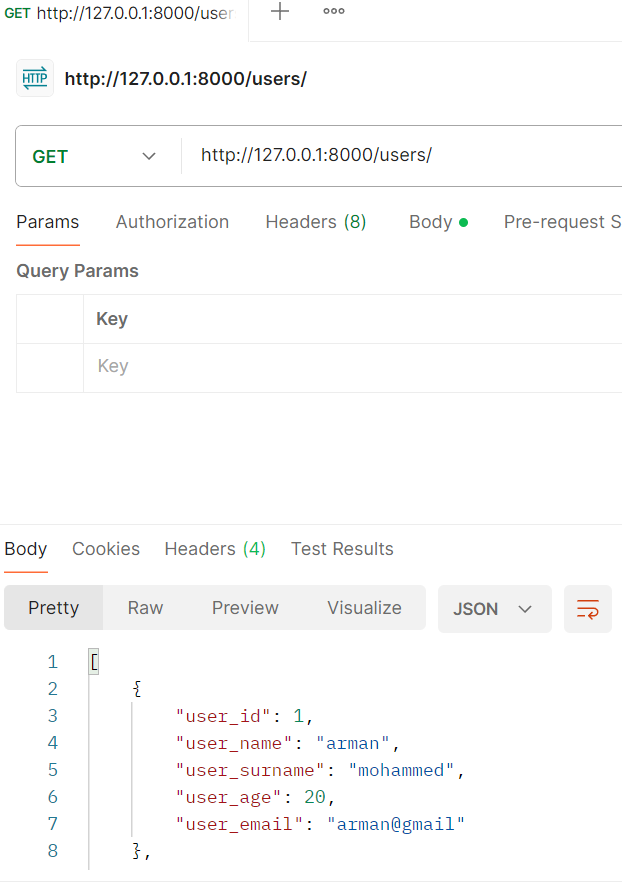 GET http://127.0.0.1:8000/user
HTTP http://127.0.0.1:8000/users/
GET http://127.0.0.1:8000/users/
Params Authorization Headers (8) Body Pre-request S
Query Params
Key
Key
Body Cookies Headers (4) Test Results
Pretty Raw Preview Visualize JSON
1 [
2 {
3 "user_id": 1,
4 "user_name": "arman",
5 "user_surname": "mohammed",
6 "user_age": 20,
7 "user_email": "arman@gmail"
8 },